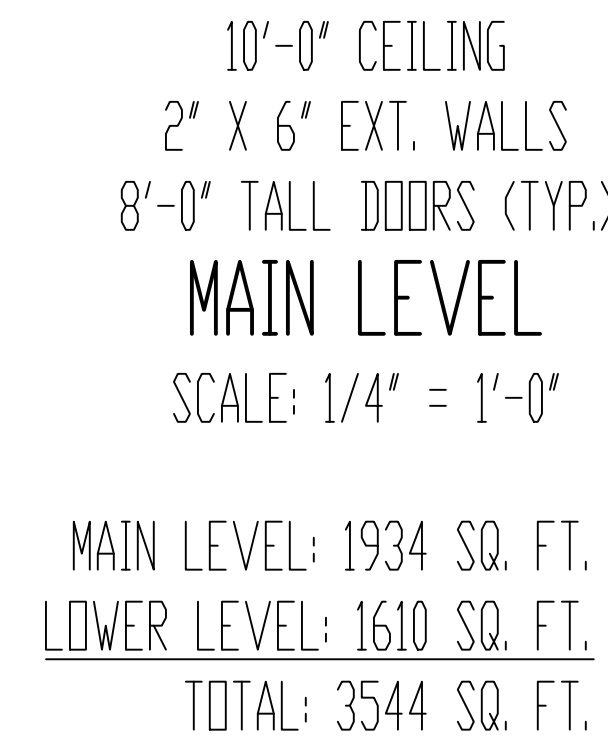 10'-0" CEILING
2" X 6" EXT. WALLS
8'-0" TALL DOORS (TYP.)
MAIN LEVEL
SCALE: 1/4" = 1'-0"
MAIN LEVEL: 1934 SQ. FT.
LOWER LEVEL: 1610 SQ. FT.
TOTAL: 3544 SQ. FT.